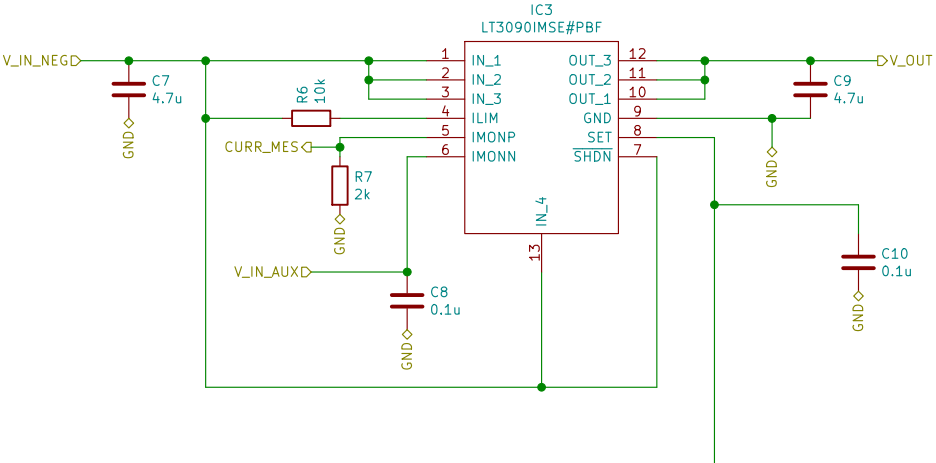 IC3
LT3090IMSE#PBF
V_IN_NEG
1
IN_1
OUT_3
12
V_OUT
C7
4.7u
2
IN_2
OUT_2
11
C9
4.7u
R6
10k
3
IN_3
OUT_1
10
4
ILIM
GND
9
CURR_MES
5
IMONP
SET
8
6
IMONN
SHDN
7
GND
R7
2k
GND
GND
IN_4
13
V_IN_AUX
C10
0.1u
C8
0.1u
GND
GND